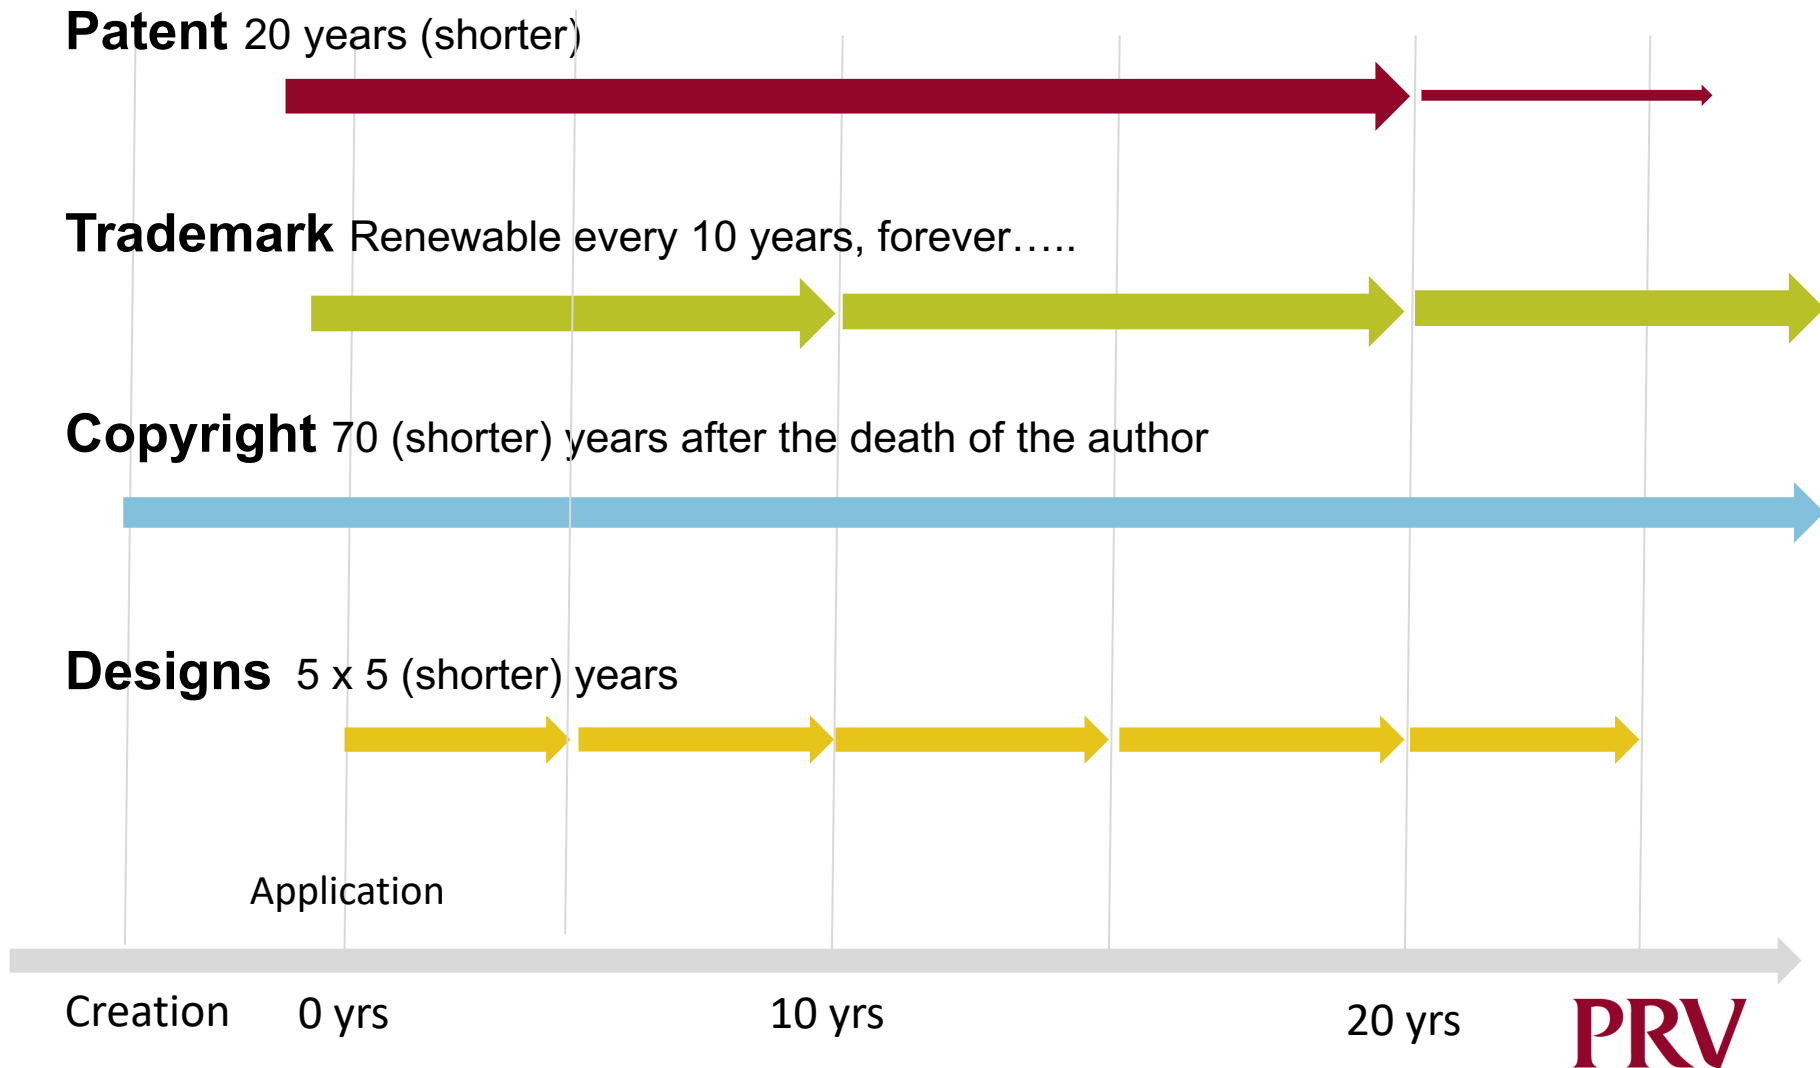 Patent 20 years (shorter)
Trademark Renewable every 10 years, forever…..
Copyright 70 (shorter) years after the death of the author
Designs 5 x 5 (shorter) years
Application
Creation 0 yrs 10 yrs 20 yrs
PRV